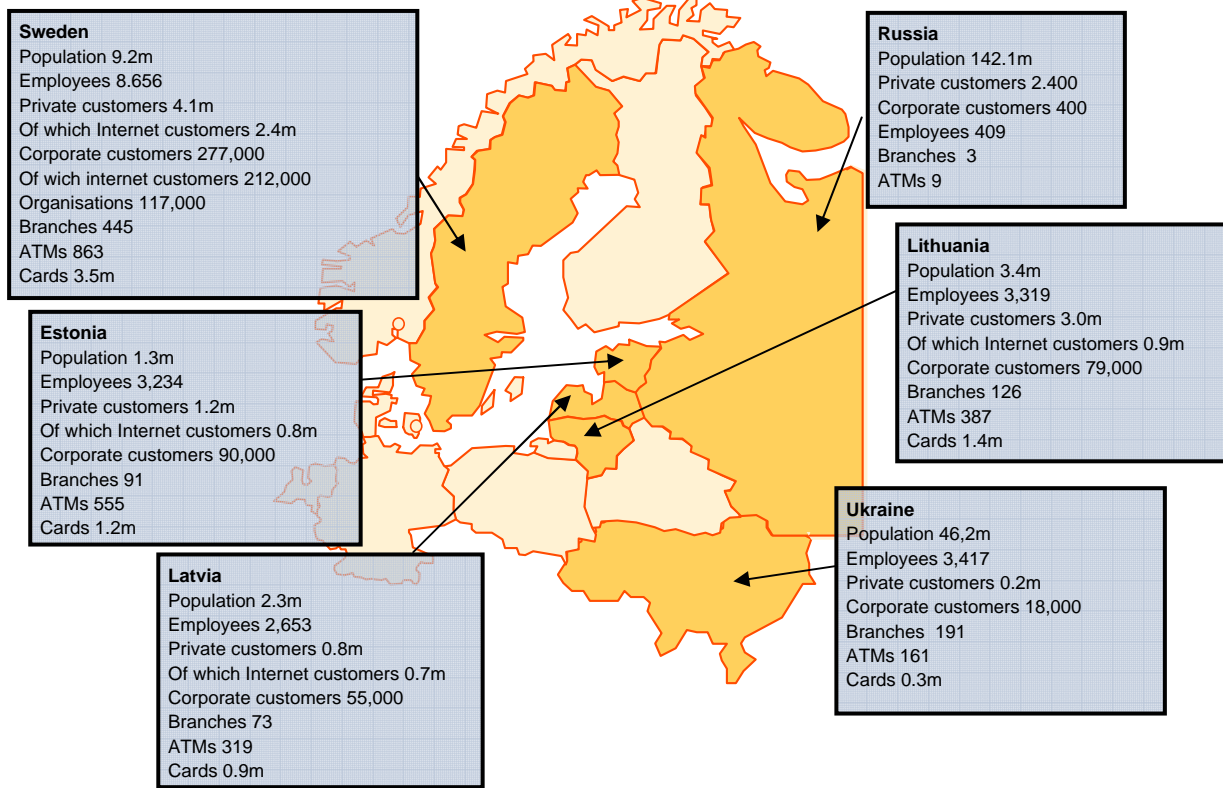 Sweden
Population 9.2m
Employees 8.656
Private customers 4.1m
Of which Internet customers 2.4m
Corporate customers 277,000
Of wich internet customers 212,000
Organisations 117,000
Branches 445
ATMs 863
Cards 3.5m
Russia
Population 142.1m
Private customers 2.400
Corporate customers 400
Employees 409
Branches 3
ATMs 9
Lithuania
Population 3.4m
Employees 3,319
Private customers 3.0m
Of which Internet customers 0.9m
Corporate customers 79,000
Branches 126
ATMs 387
Cards 1.4m
Estonia
Population 1.3m
Employees 3,234
Private customers 1.2m
Of which Internet customers 0.8m
Corporate customers 90,000
Branches 91
ATMs 555
Cards 1.2m
Ukraine
Population 46,2m
Employees 3,417
Private customers 0.2m
Corporate customers 18,000
Branches 191
ATMs 161
Cards 0.3m
Latvia
Population 2.3m
Employees 2,653
Private customers 0.8m
Of which Internet customers 0.7m
Corporate customers 55,000
Branches 73
ATMs 319
Cards 0.9m